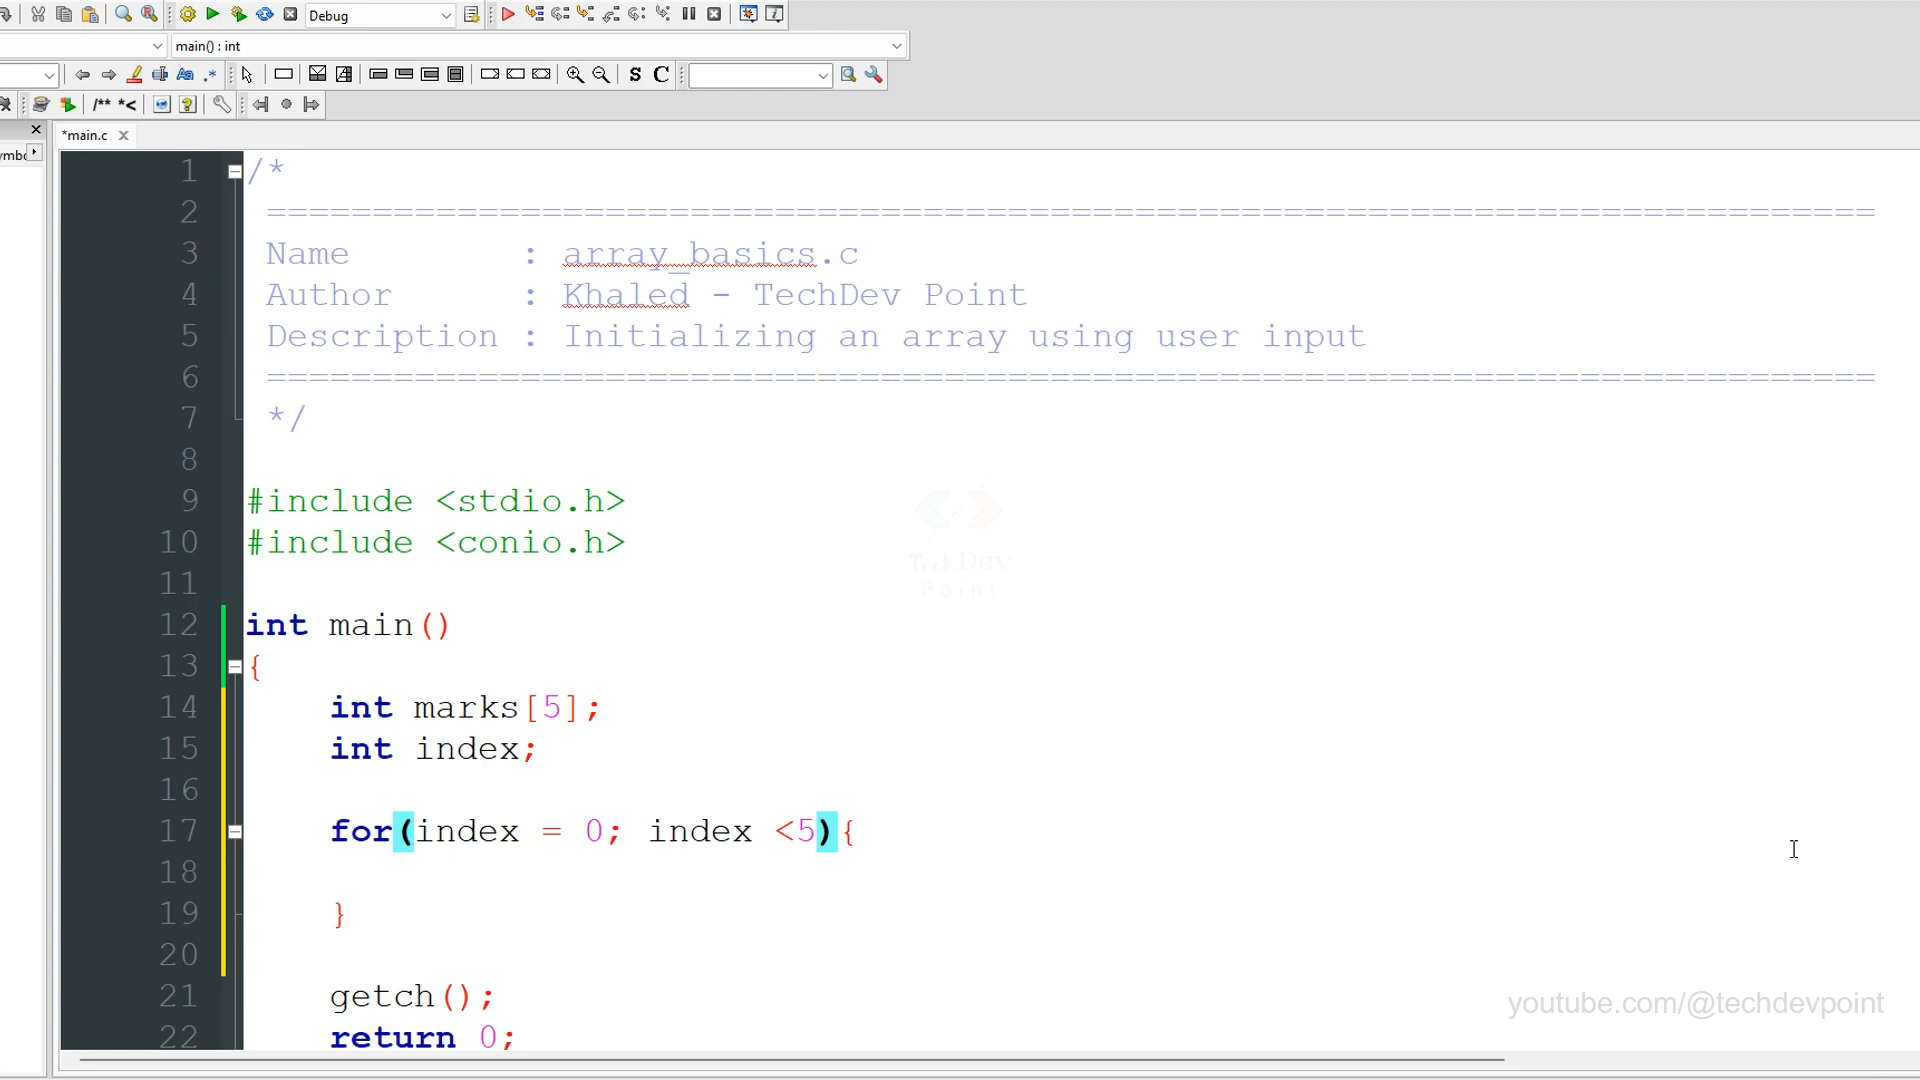 Debug
main() : int
S C
/** *<
*main.c
ymbo
1 /*
2 ============================================================================
3 Name : array_basics.c
4 Author : Khaled - TechDev Point
5 Description : Initializing an array using user input
6 ============================================================================
7 */
8
9 #include <stdio.h>
10 #include <conio.h>
11
12 int main()
13 {
14 int marks[5];
15 int index;
16
17 for(index = 0; index <5){
18
19 }
20
21 getch();
22 return 0;
TechDev
Point
youtube.com/@techdevpoint